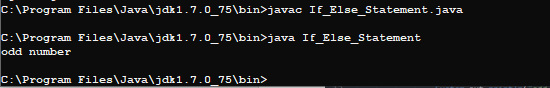 C:\Program Files\Java\jdk1.7.0_75\bin>javac If_Else_Statement.java
C:\Program Files\Java\jdk1.7.0_75\bin>java If_Else_Statement
odd number
C:\Program Files\Java\jdk1.7.0_75\bin>